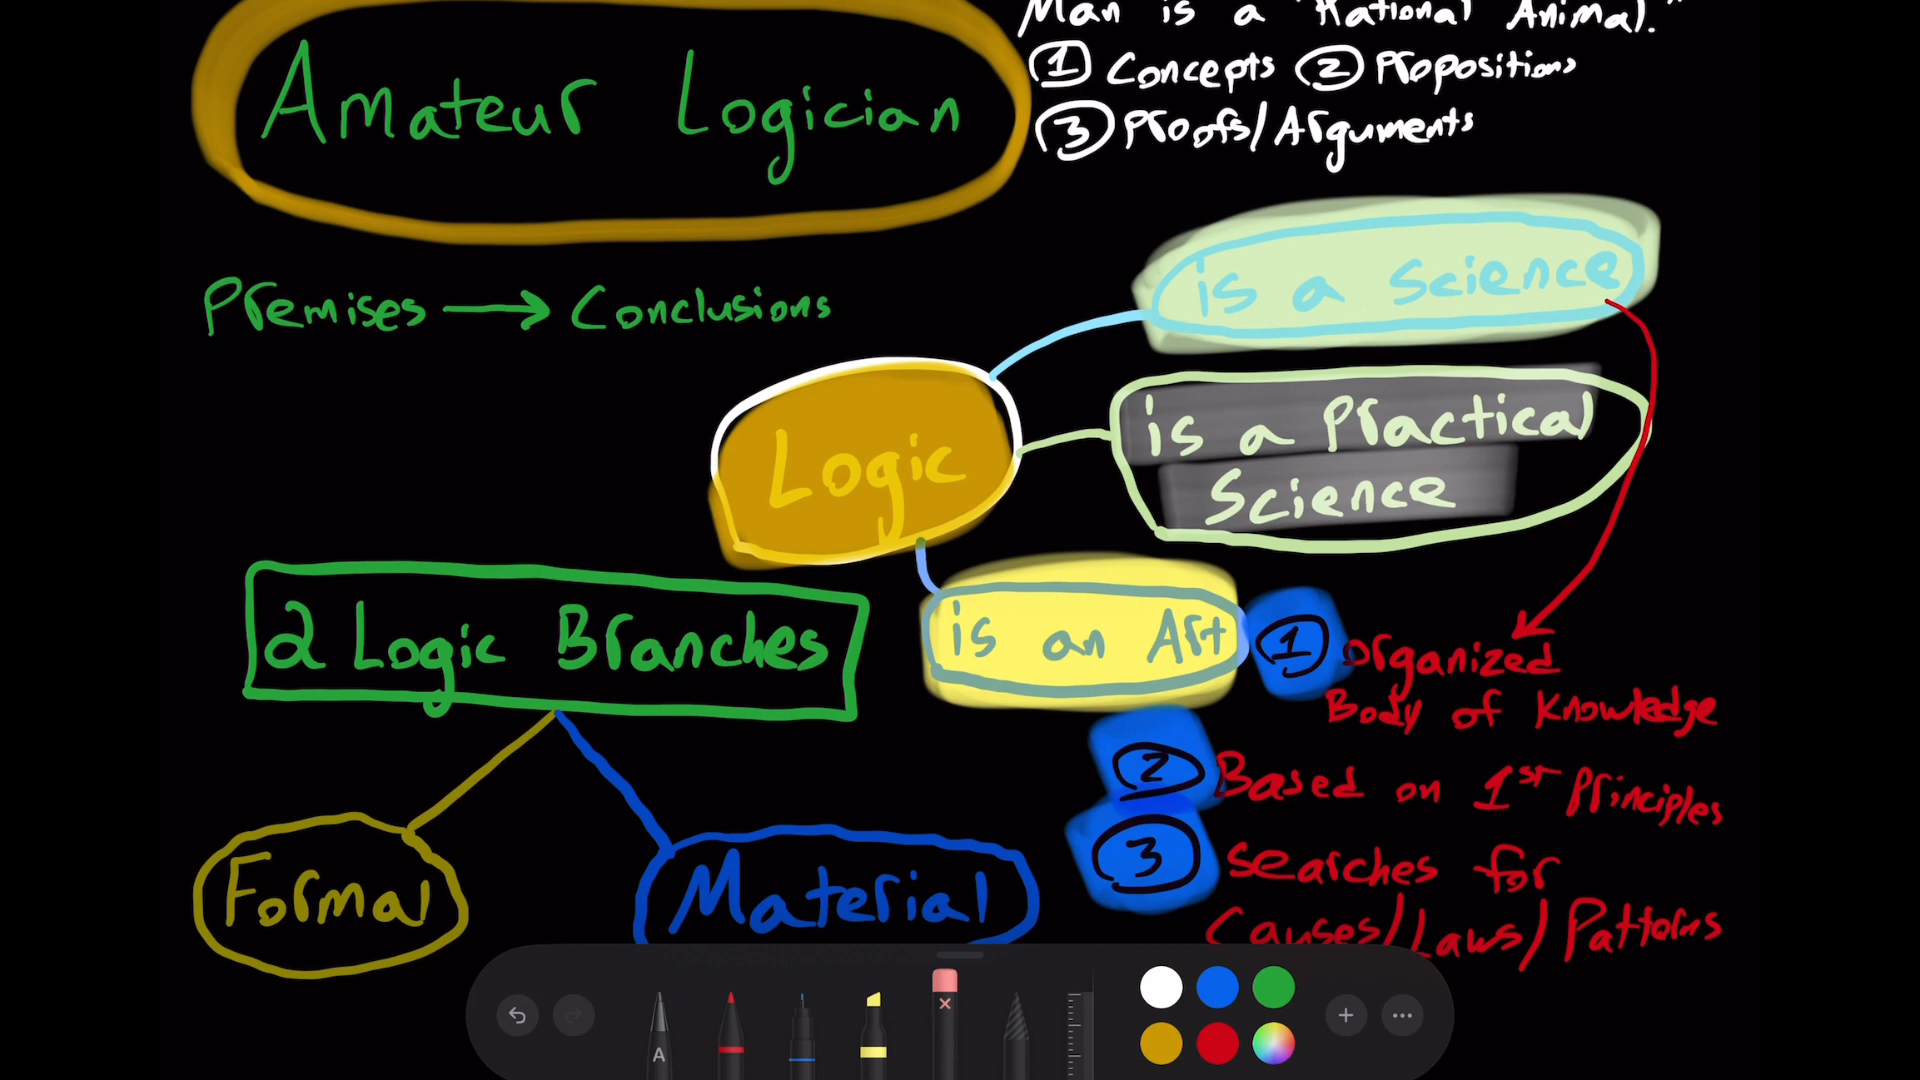 Amateur Logician
Man is a "Rational Animal."
1 Concepts 2 Propositions
3 Proofs/Arguments
Premises → Conclusions
is a Science
Logic
is a Practical
Science
is an Art
2 Logic Branches
Formal
Material
1 Organized
Body of Knowledge
2 Based on 1st Principles
3 Searches for
Causes/Laws/Patterns
A